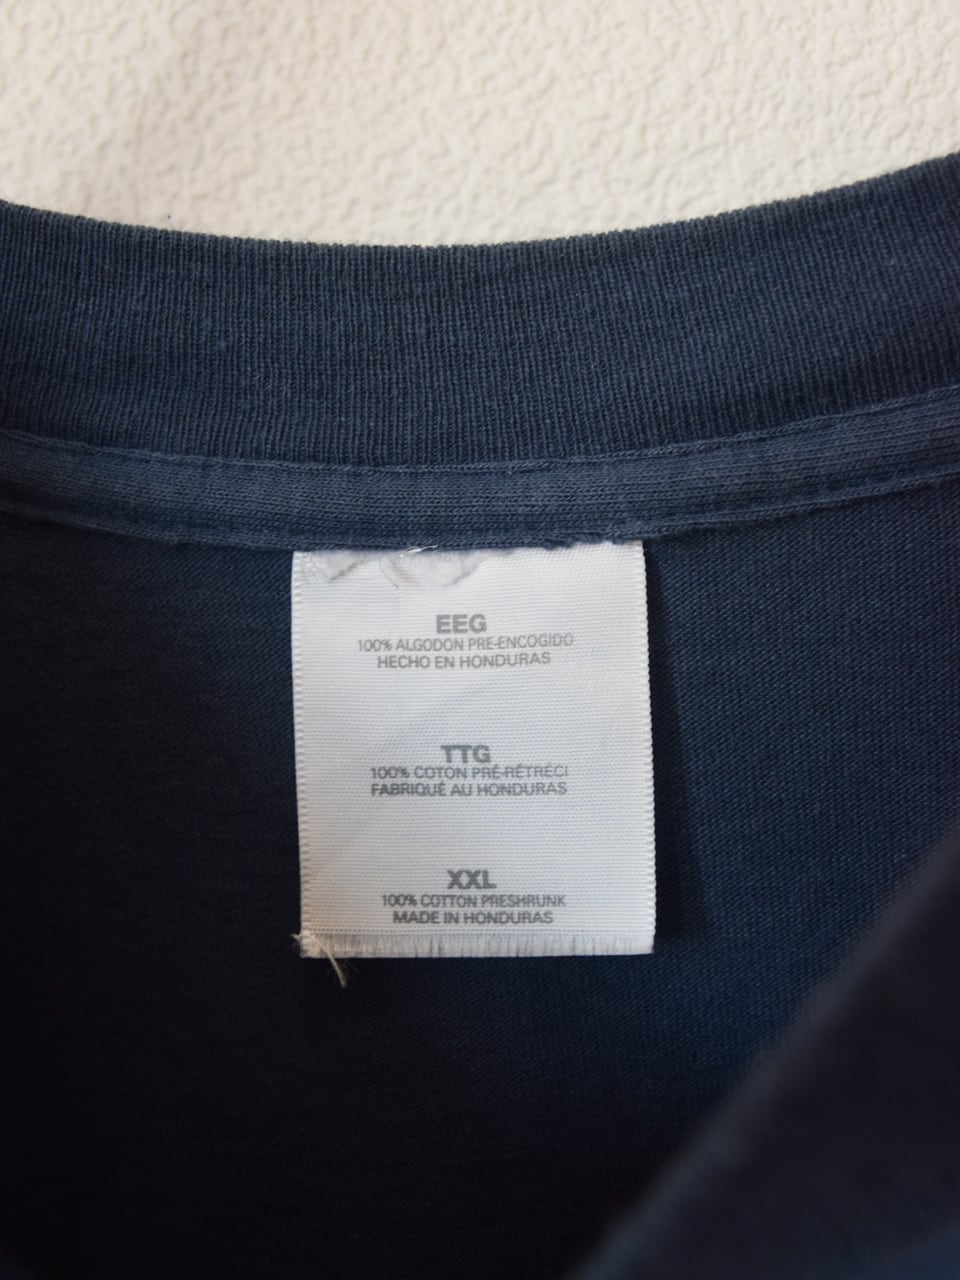 EEG
100% ALGODON PRE-ENCOGIDO
HECHO EN HONDURAS
TTG
100% COTON PRÉ-RÉTRÉCI
FABRIQUÉ AU HONDURAS
XXL
100% COTTON PRESHRUNK
MADE IN HONDURAS